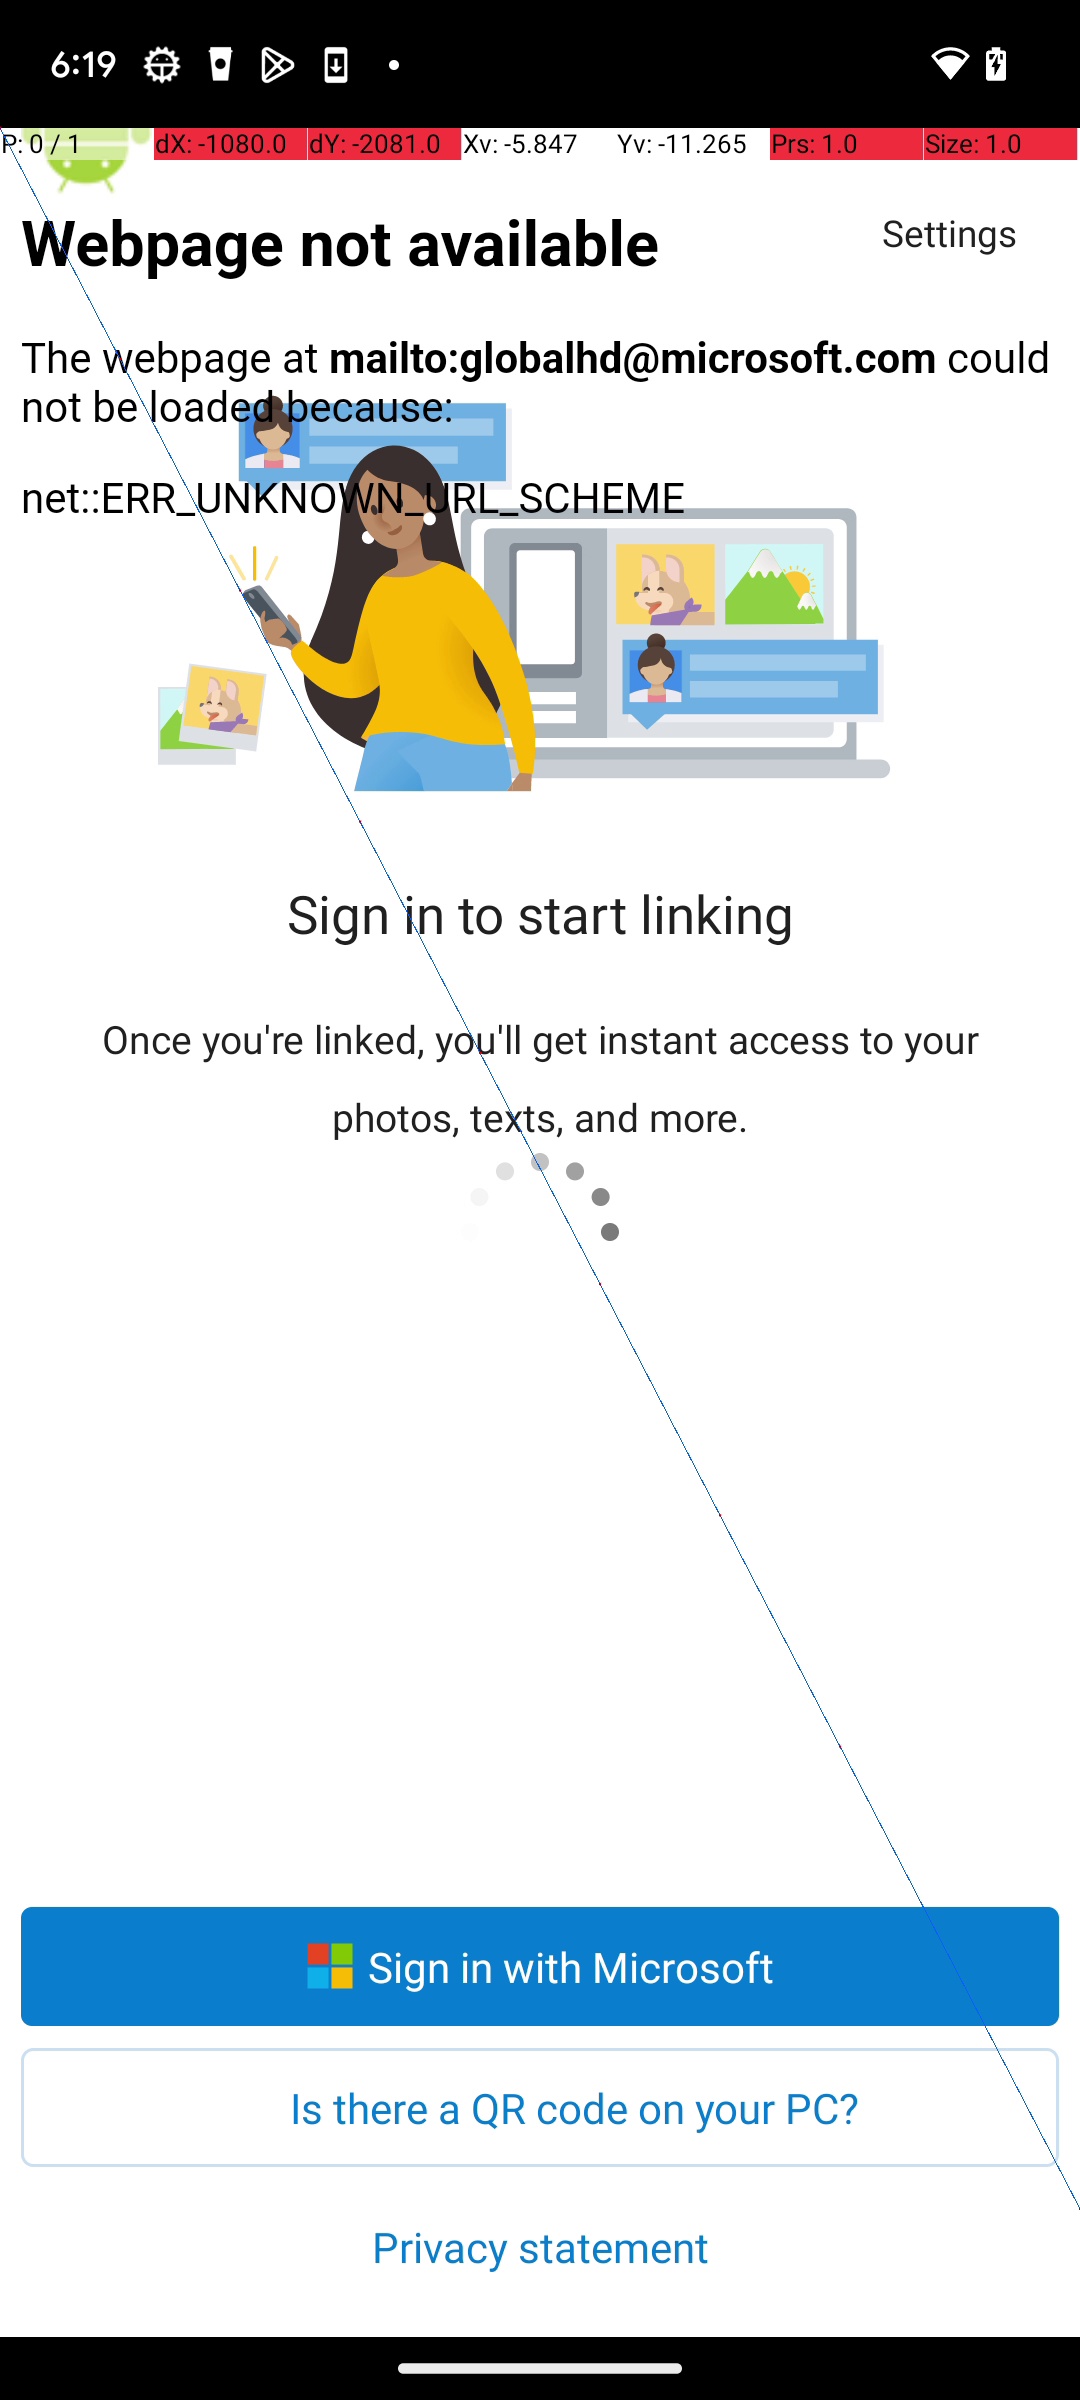 6:19
P: 0 / 1 dX: -1080.0 dY: -2081.0 Xv: -5.847 Yv: -11.265 Prs: 1.0 Size: 1.0
Webpage not available
Settings
The webpage at mailto:globalhd@microsoft.com could
not be loaded because:
net::ERR_UNKNOWN_URL_SCHEME
Sign in to start linking
Once you're linked, you'll get instant access to your
photos, texts, and more.
Sign in with Microsoft
Is there a QR code on your PC?
Privacy statement